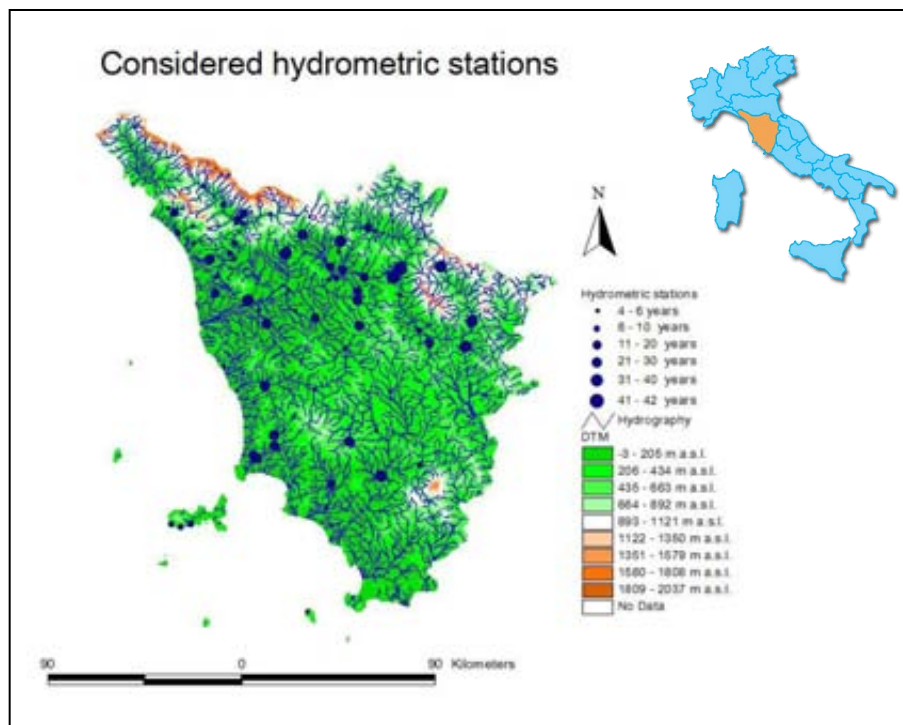 Considered hydrometric stations
N
Hydrometric stations
4 - 6 years
6 - 10 years
11 - 20 years
21 - 30 years
31 - 40 years
41 - 42 years
Hydrography
DTM
-3 - 205 m a.s.l.
206 - 434 m a.s.l.
435 - 663 m a.s.l.
664 - 892 m a.s.l.
893 - 1121 m a.s.l.
1122 - 1350 m a.s.l.
1351 - 1579 m a.s.l.
1580 - 1808 m a.s.l.
1809 - 2037 m a.s.l.
No Data
90 0 90 Kilometers